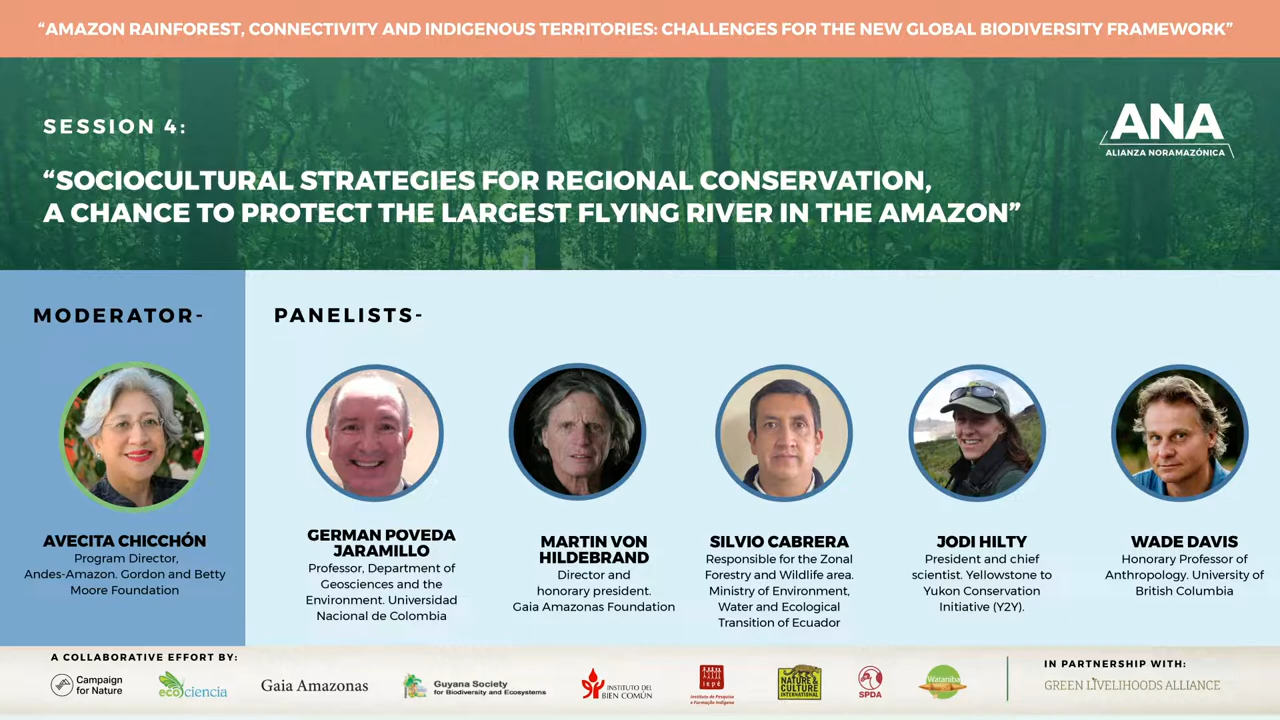 “AMAZON RAINFOREST, CONNECTIVITY AND INDIGENOUS TERRITORIES: CHALLENGES FOR THE NEW GLOBAL BIODIVERSITY FRAMEWORK”
SESSION 4:
“SOCIOCULTURAL STRATEGIES FOR REGIONAL CONSERVATION,
A CHANCE TO PROTECT THE LARGEST FLYING RIVER IN THE AMAZON”
ANA
ALIANZA NORAMAZÓNICA
MODERATOR-
AVECITA CHICCHÓN
Program Director,
Andes-Amazon. Gordon and Betty
Moore Foundation
PANELISTS-
GERMAN POVEDA
JARAMILLO
Professor, Department of
Geosciences and the
Environment. Universidad
Nacional de Colombia
MARTIN VON
HILDEBRAND
Director and
honorary president.
Gaia Amazonas Foundation
SILVIO CABRERA
Responsible for the Zonal
Forestry and Wildlife area.
Ministry of Environment,
Water and Ecological
Transition of Ecuador
JODI HILTY
President and chief
scientist. Yellowstone to
Yukon Conservation
Initiative (Y2Y).
WADE DAVIS
Honorary Professor of
Anthropology. University of
British Columbia
A COLLABORATIVE EFFORT BY:
Campaign
for Nature
ecociencia
Gaia Amazonas
Guyana Society
for Biodiversity and Ecosystems
INSTITUTO DEL
BIEN COMÚN
iepé
Instituto de Pesquisa
e Formação Indígena
NATURE &
CULTURE
INTERNATIONAL
SPDA
Wataniba
IN PARTNERSHIP WITH:
GREEN LIVELIHOODS ALLIANCE